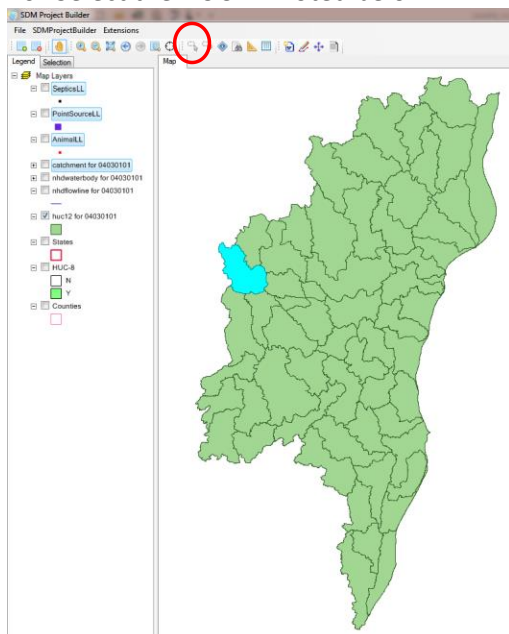 SDM Project Builder
File SDMProjectBuilder Extensions
Legend Selection
Map
Map Layers
SepticsLL
PointSourceLL
AnimalLL
catchment for 04030101
nhdwaterbody for 04030101
nhdflowline for 04030101
huc12 for 04030101
States
HUC-8
N
Y
Counties